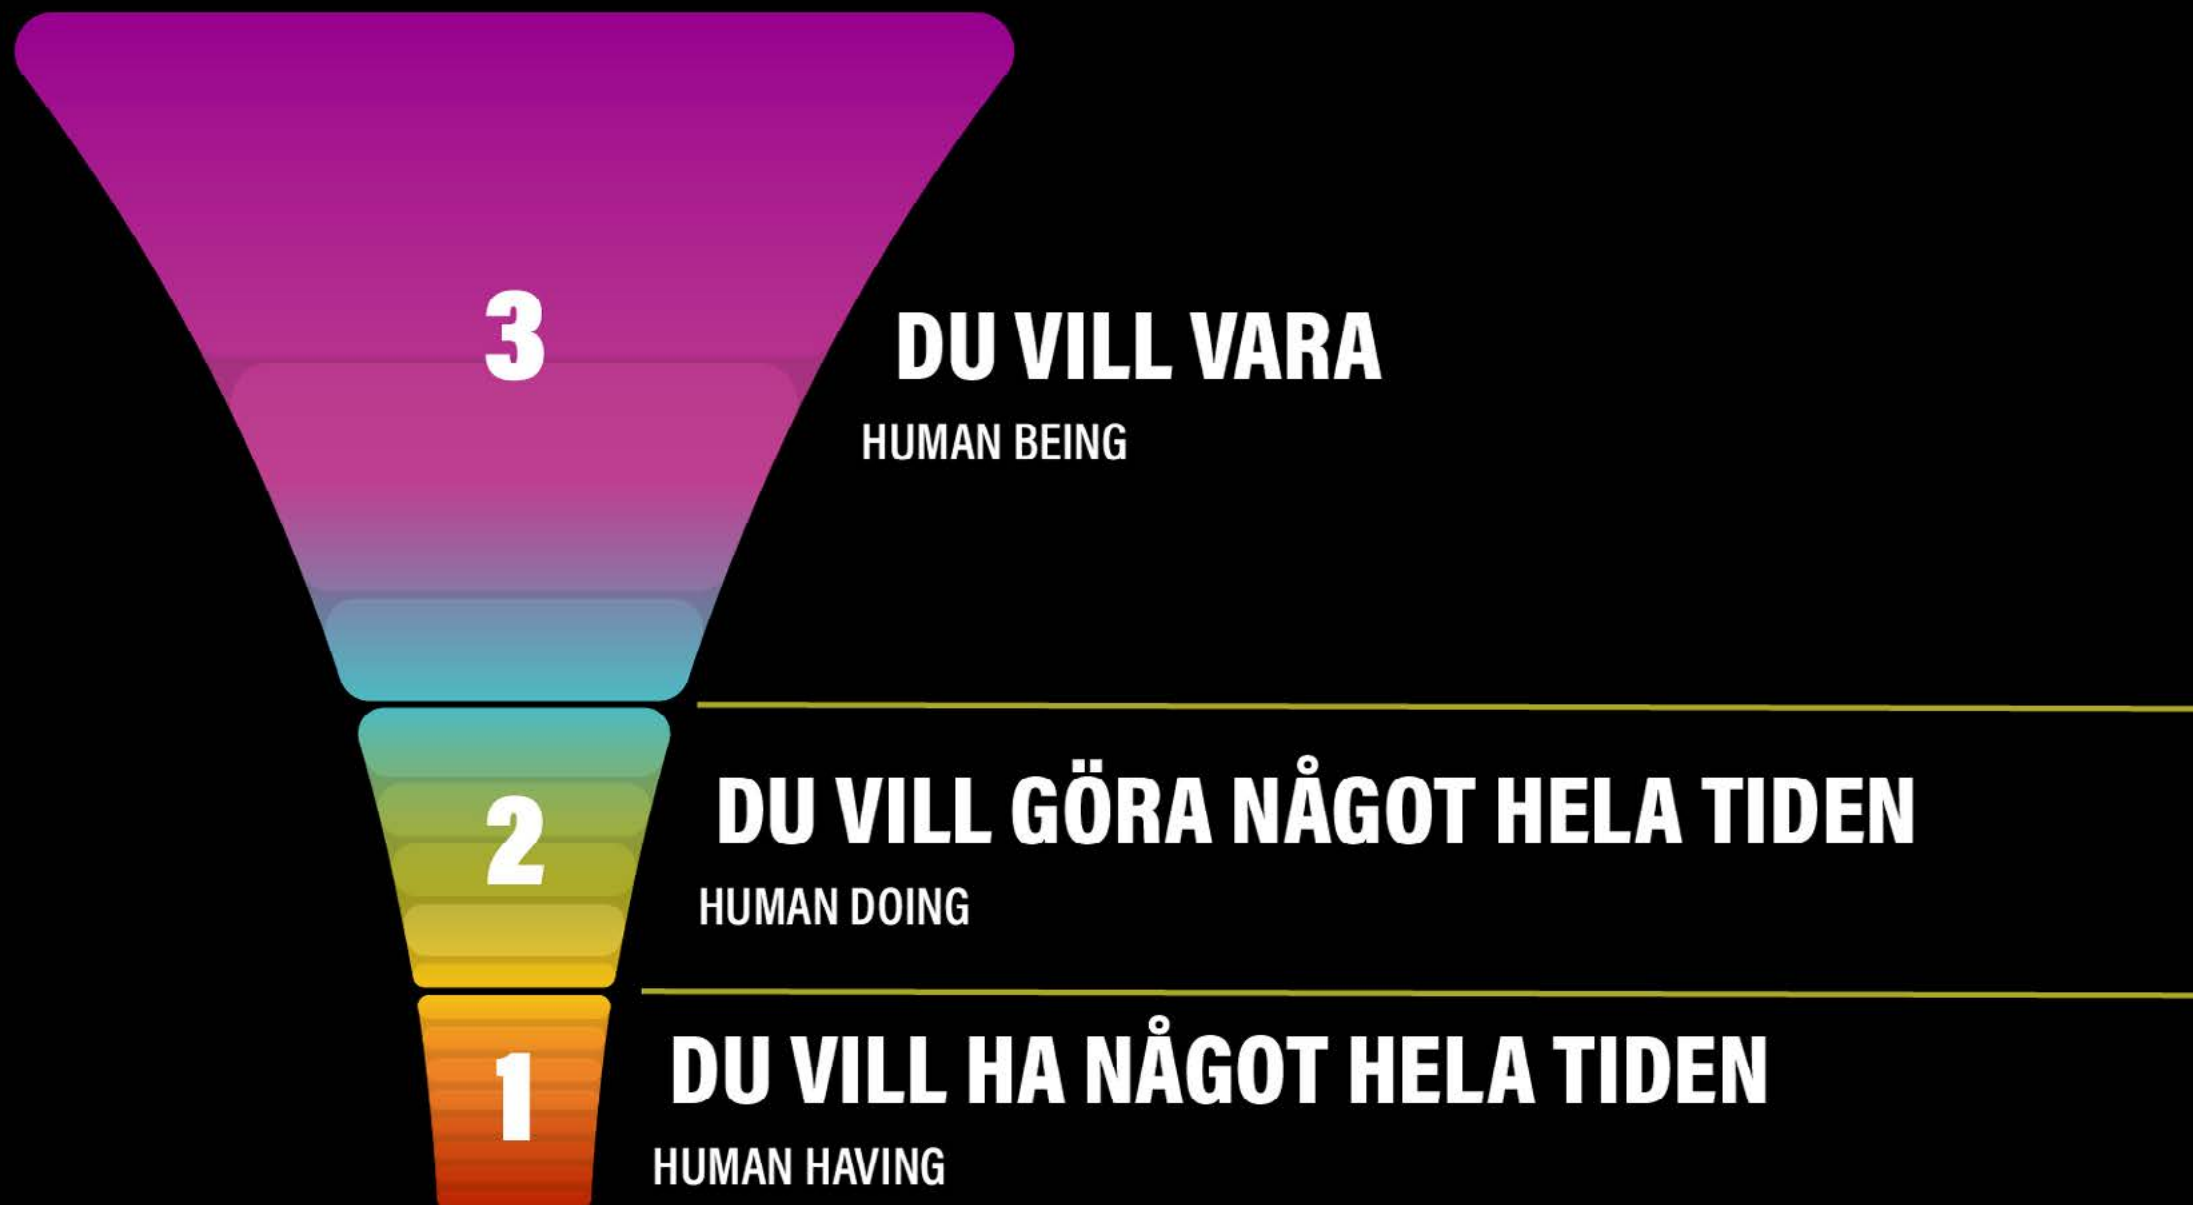 3
DU VILL VARA
HUMAN BEING
2
DU VILL GÖRA NÅGOT HELA TIDEN
HUMAN DOING
1
DU VILL HA NÅGOT HELA TIDEN
HUMAN HAVING